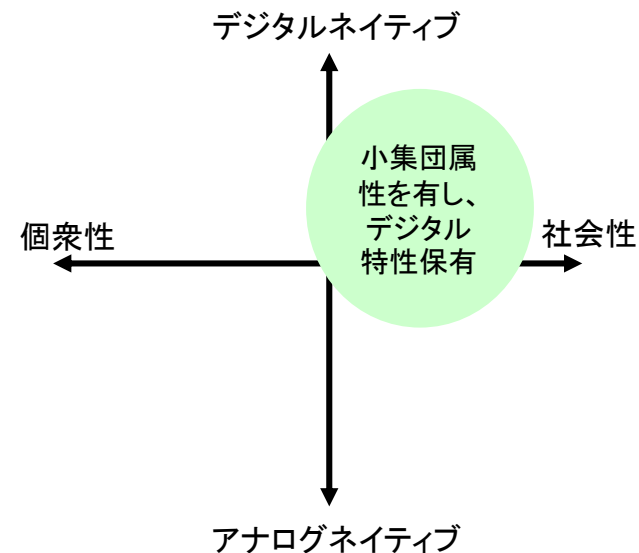 デジタルネイティブ
小集団属
性を有し、
デジタル
特性保有
個衆性
社会性
アナログネイティブ